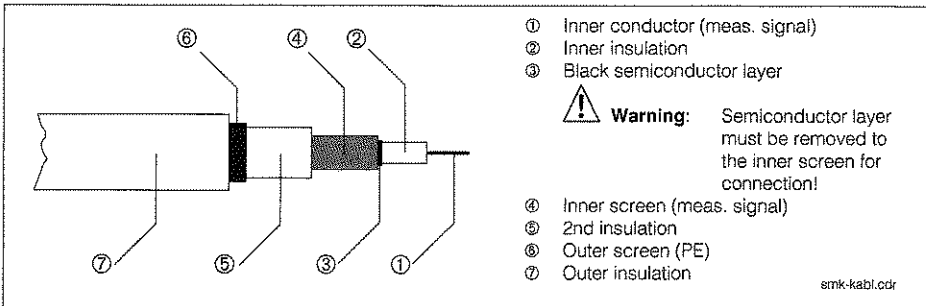 ⑥ ④ ②
⑦ ⑤ ③ ①
① Inner conductor (meas. signal)
② Inner insulation
③ Black semiconductor layer
Warning: Semiconductor layer
must be removed to
the inner screen for
connection!
④ Inner screen (meas. signal)
⑤ 2nd insulation
⑥ Outer screen (PE)
⑦ Outer insulation
smk-kabl.cdr